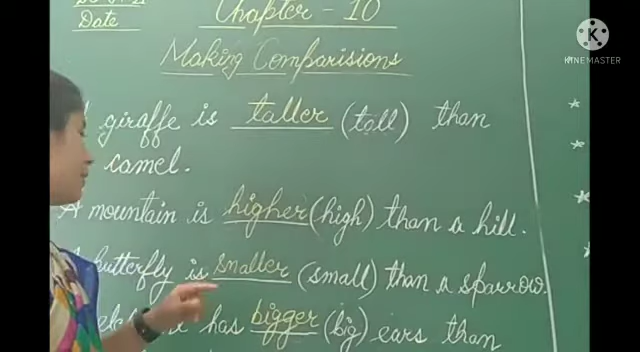 Date
Chapter - 10
Making Comparisions
giraffe is taller (tall) than
camel.
A mountain is higher (high) than a hill.
butterfly is smaller (small) than a sparrow.
has bigger (big) ears than
K
KINEMASTER